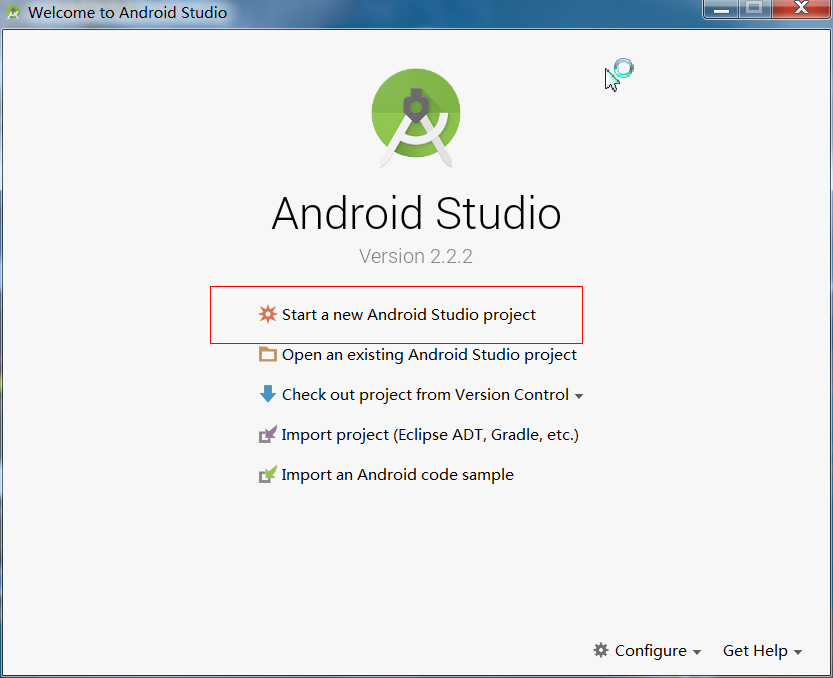 Welcome to Android Studio
Android Studio
Version 2.2.2
Start a new Android Studio project
Open an existing Android Studio project
Check out project from Version Control
Import project (Eclipse ADT, Gradle, etc.)
Import an Android code sample
Configure Get Help